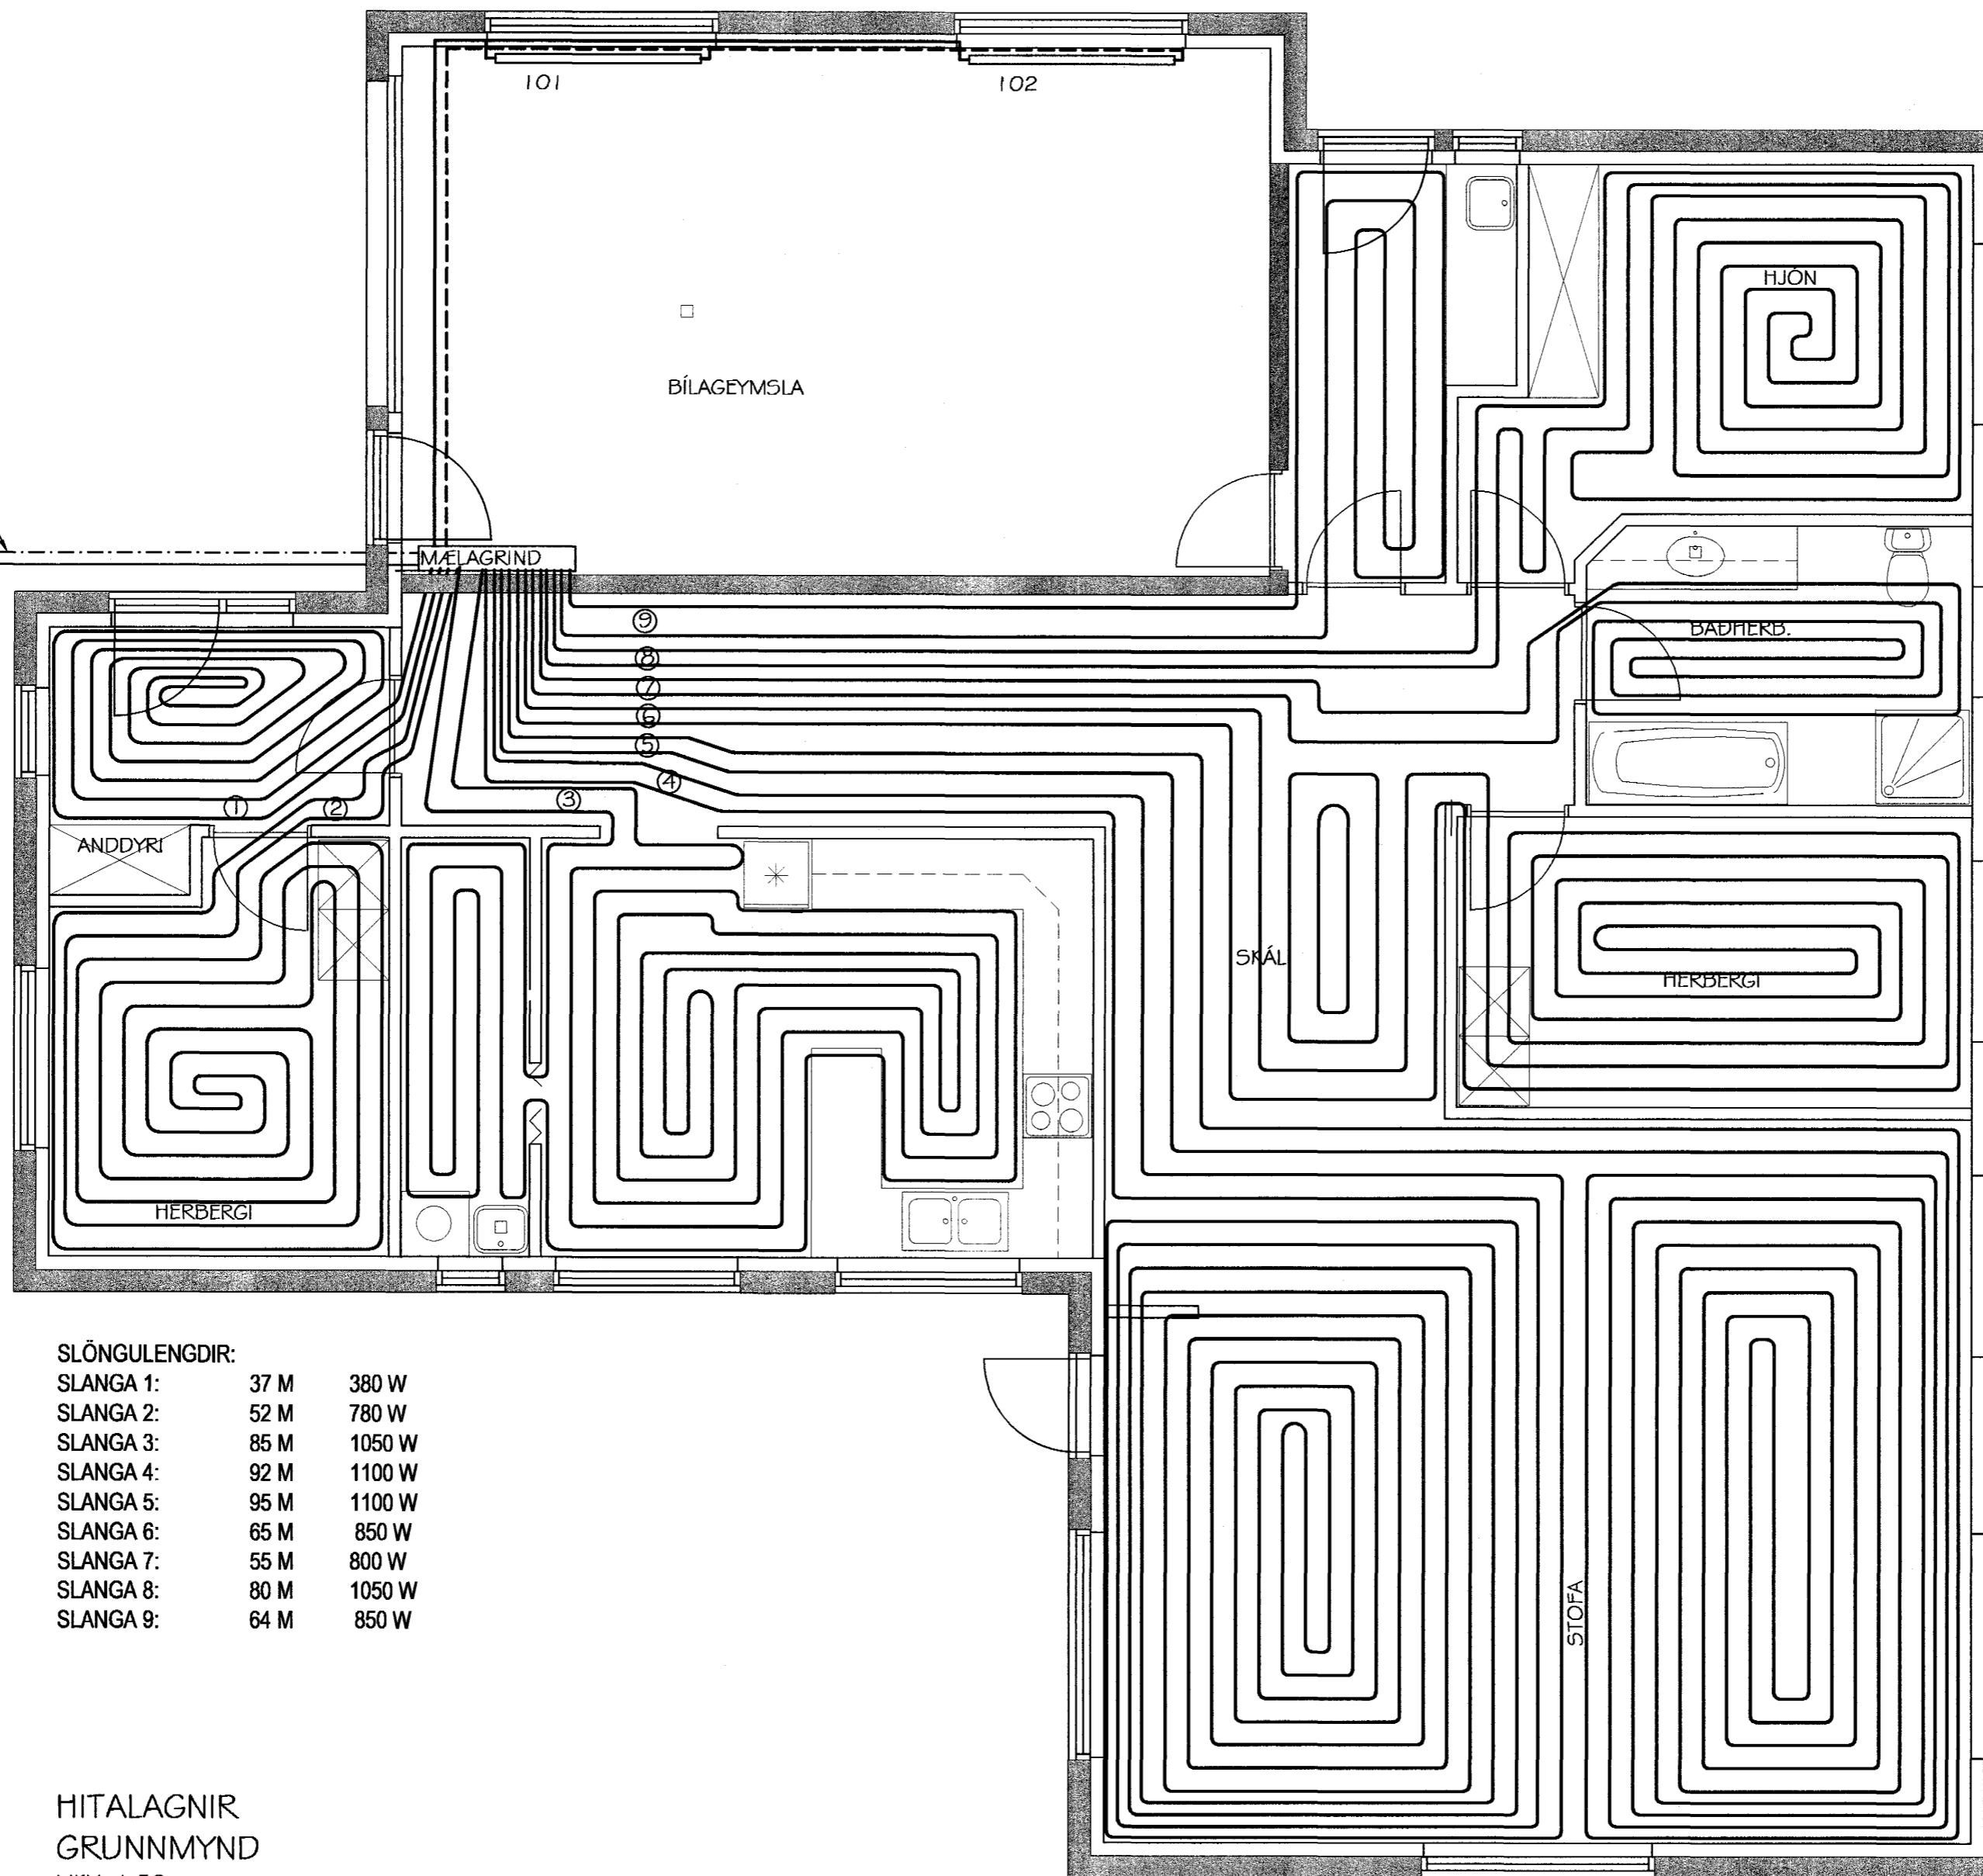 101
102
HJÓN
BÍLAGEYMSLA
MÆLAGRIND
9
BAÐHERB.
8
7
6
5
4
3
1
2
ANDDYRI
SKÁL
HERBERGI
HERBERGI
STOFA
SLÖNGULENGDIR:
SLANGA 1: 37 M 380 W
SLANGA 2: 52 M 780 W
SLANGA 3: 85 M 1050 W
SLANGA 4: 92 M 1100 W
SLANGA 5: 95 M 1100 W
SLANGA 6: 65 M 850 W
SLANGA 7: 55 M 800 W
SLANGA 8: 80 M 1050 W
SLANGA 9: 64 M 850 W
HITALAGNIR
GRUNNMYND